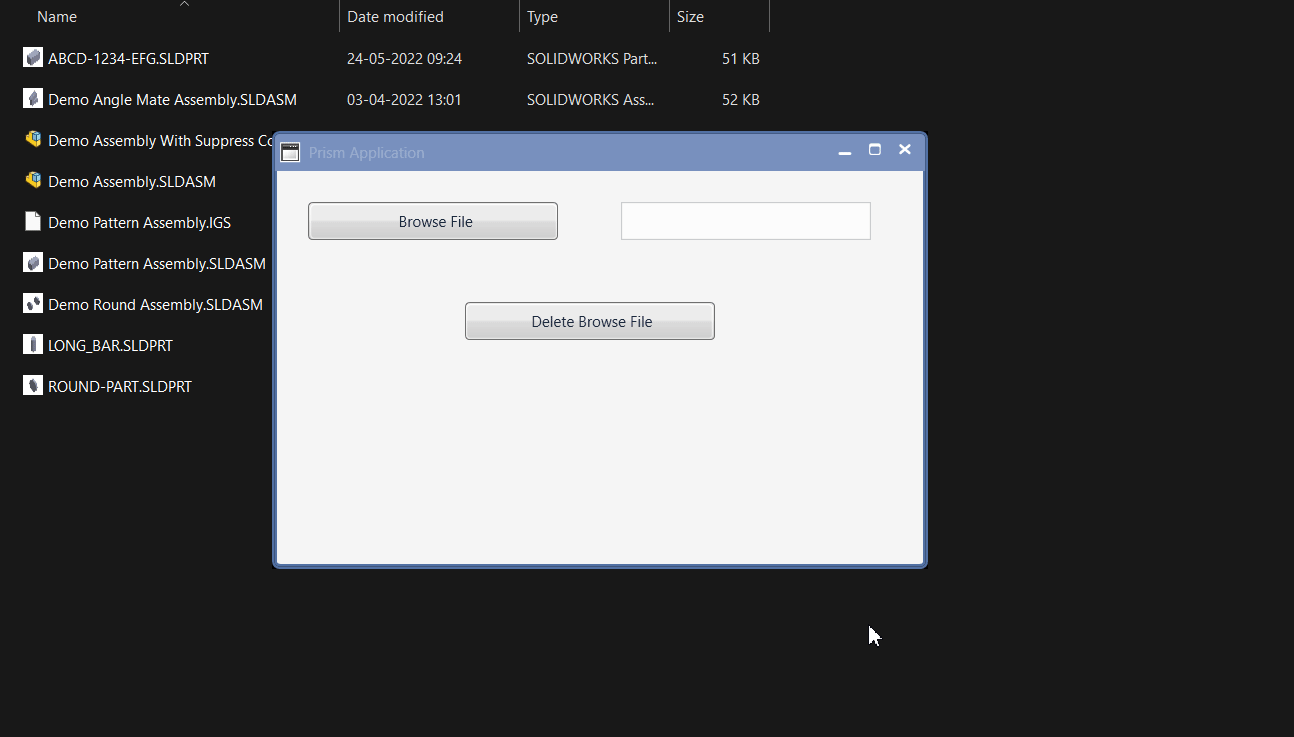 Name Date modified Type Size
ABCD-1234-EFG.SLDPRT 24-05-2022 09:24 SOLIDWORKS Part... 51 KB
Demo Angle Mate Assembly.SLDASM 03-04-2022 13:01 SOLIDWORKS Ass... 52 KB
Demo Assembly With Suppress
Demo Assembly.SLDASM
Demo Pattern Assembly.IGS
Demo Pattern Assembly.SLDASM
Demo Round Assembly.SLDASM
LONG_BAR.SLDPRT
ROUND-PART.SLDPRT
Prism Application
Browse File
Delete Browse File